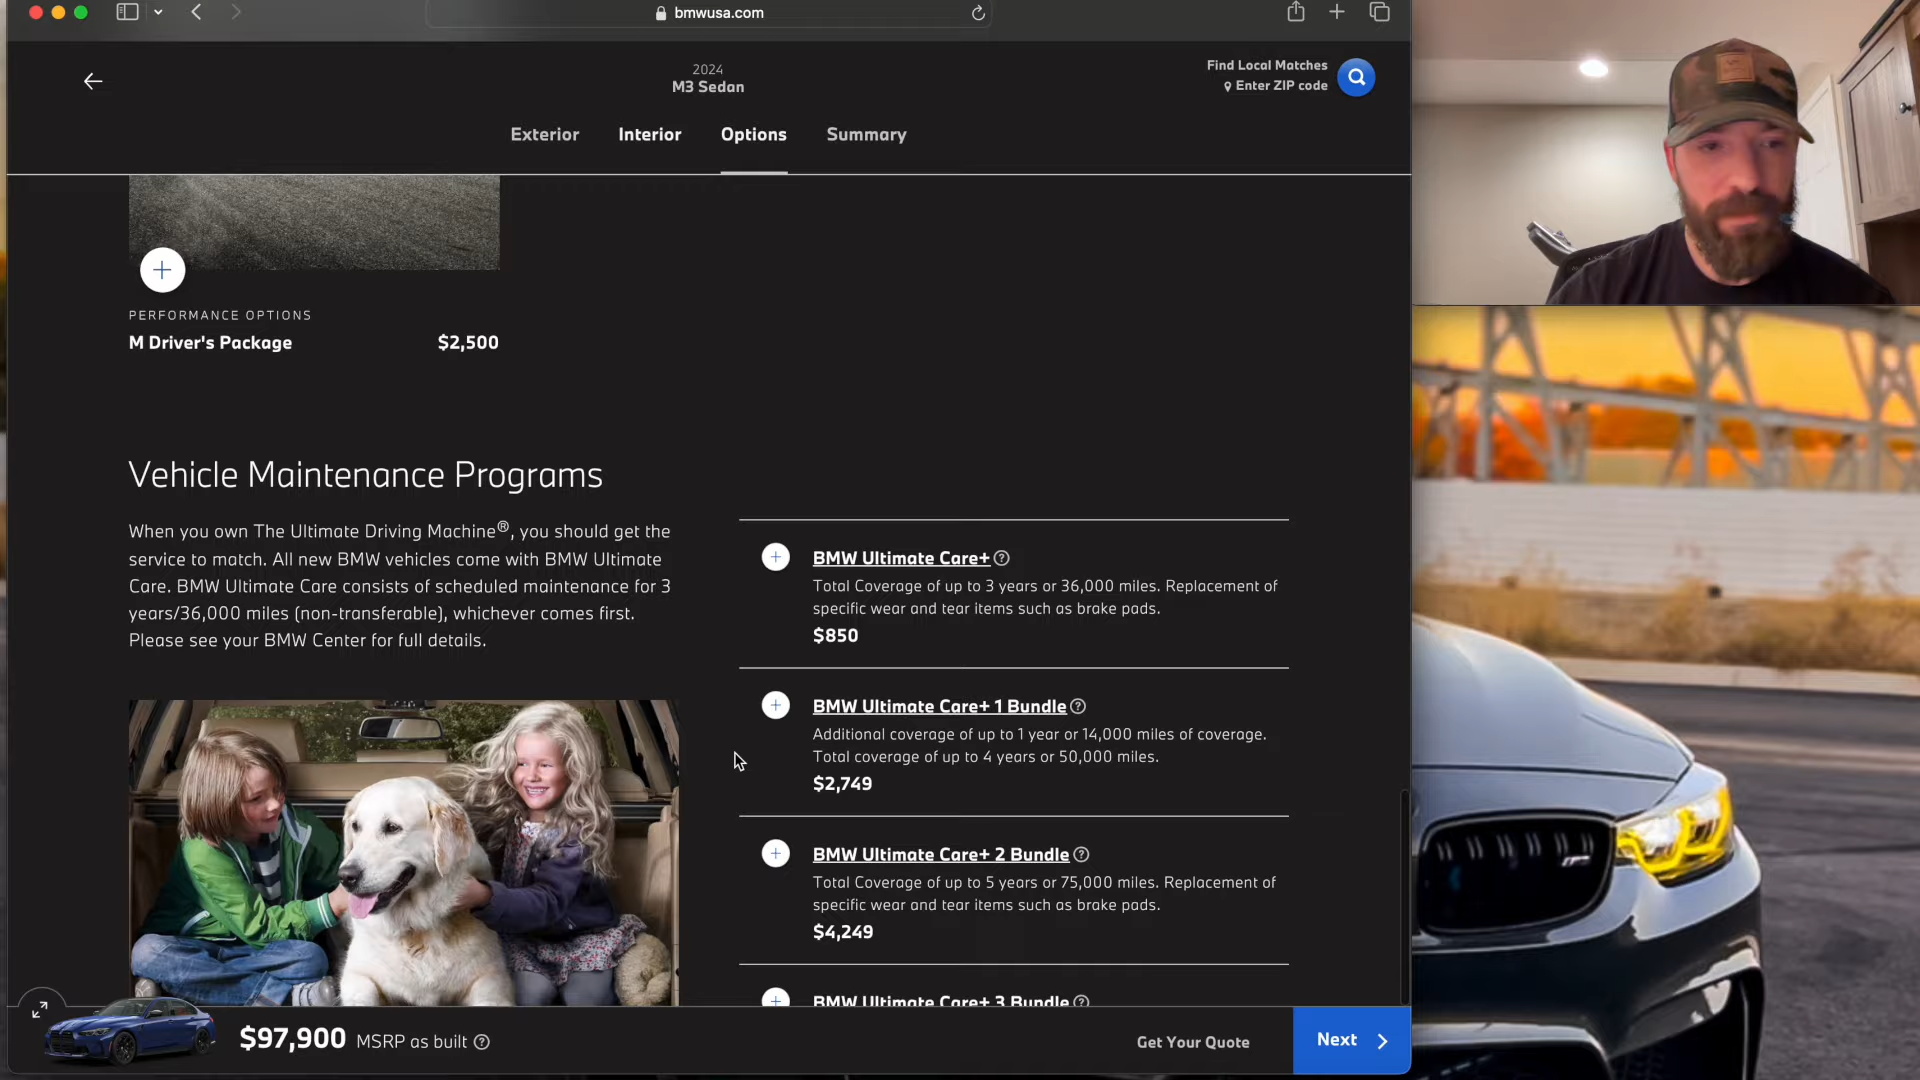 bmwusa.com
2024
M3 Sedan
Find Local Matches
Enter ZIP code
Exterior
Interior
Options
Summary
PERFORMANCE OPTIONS
M Driver's Package $2,500
Vehicle Maintenance Programs
When you own The Ultimate Driving Machine®, you should get the
service to match. All new BMW vehicles come with BMW Ultimate
Care. BMW Ultimate Care consists of scheduled maintenance for 3
years/36,000 miles (non-transferable), whichever comes first.
Please see your BMW Center for full details.
BMW Ultimate Care+
Total Coverage of up to 3 years or 36,000 miles. Replacement of
specific wear and tear items such as brake pads.
$850
BMW Ultimate Care+ 1 Bundle
Additional coverage of up to 1 year or 14,000 miles of coverage.
Total coverage of up to 4 years or 50,000 miles.
$2,749
BMW Ultimate Care+ 2 Bundle
Total Coverage of up to 5 years or 75,000 miles. Replacement of
specific wear and tear items such as brake pads.
$4,249
BMW Ultimate Care+ 3 Bundle
$97,900 MSRP as built
Get Your Quote
Next